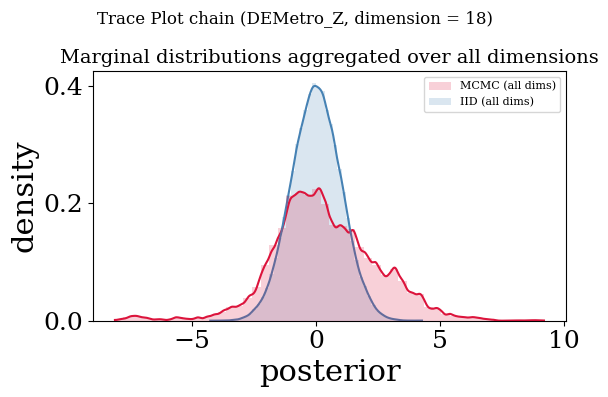 Trace Plot chain (DEMetro_Z, dimension = 18)
Marginal distributions aggregated over all dimensions
MCMC (all dims)
IID (all dims)
0.4
0.2
0.0
density
−5 0 5 10
posterior